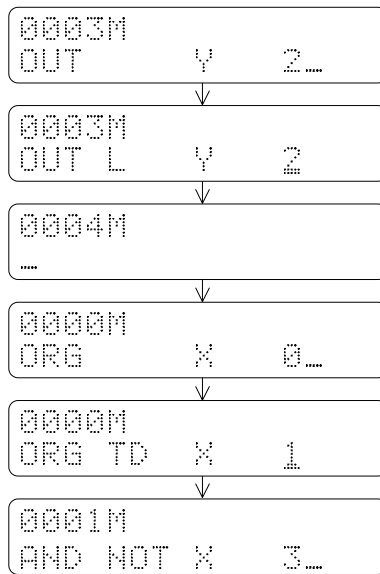 0003M
OUT Y 2_
0003M
OUT L Y 2
0004M
_
0000M
ORG X 0_
0000M
ORG TD X 1
0001M
AND NOT X 3_